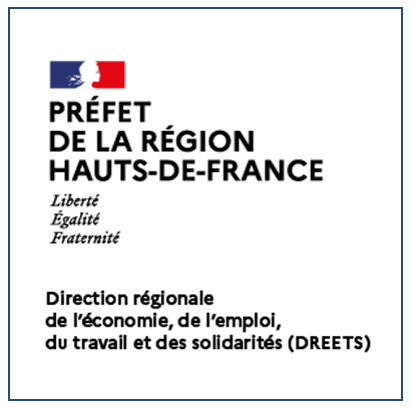 PRÉFET
DE LA RÉGION
HAUTS-DE-FRANCE
Liberté
Égalité
Fraternité
Direction régionale
de l'économie, de l'emploi,
du travail et des solidarités (DREETS)